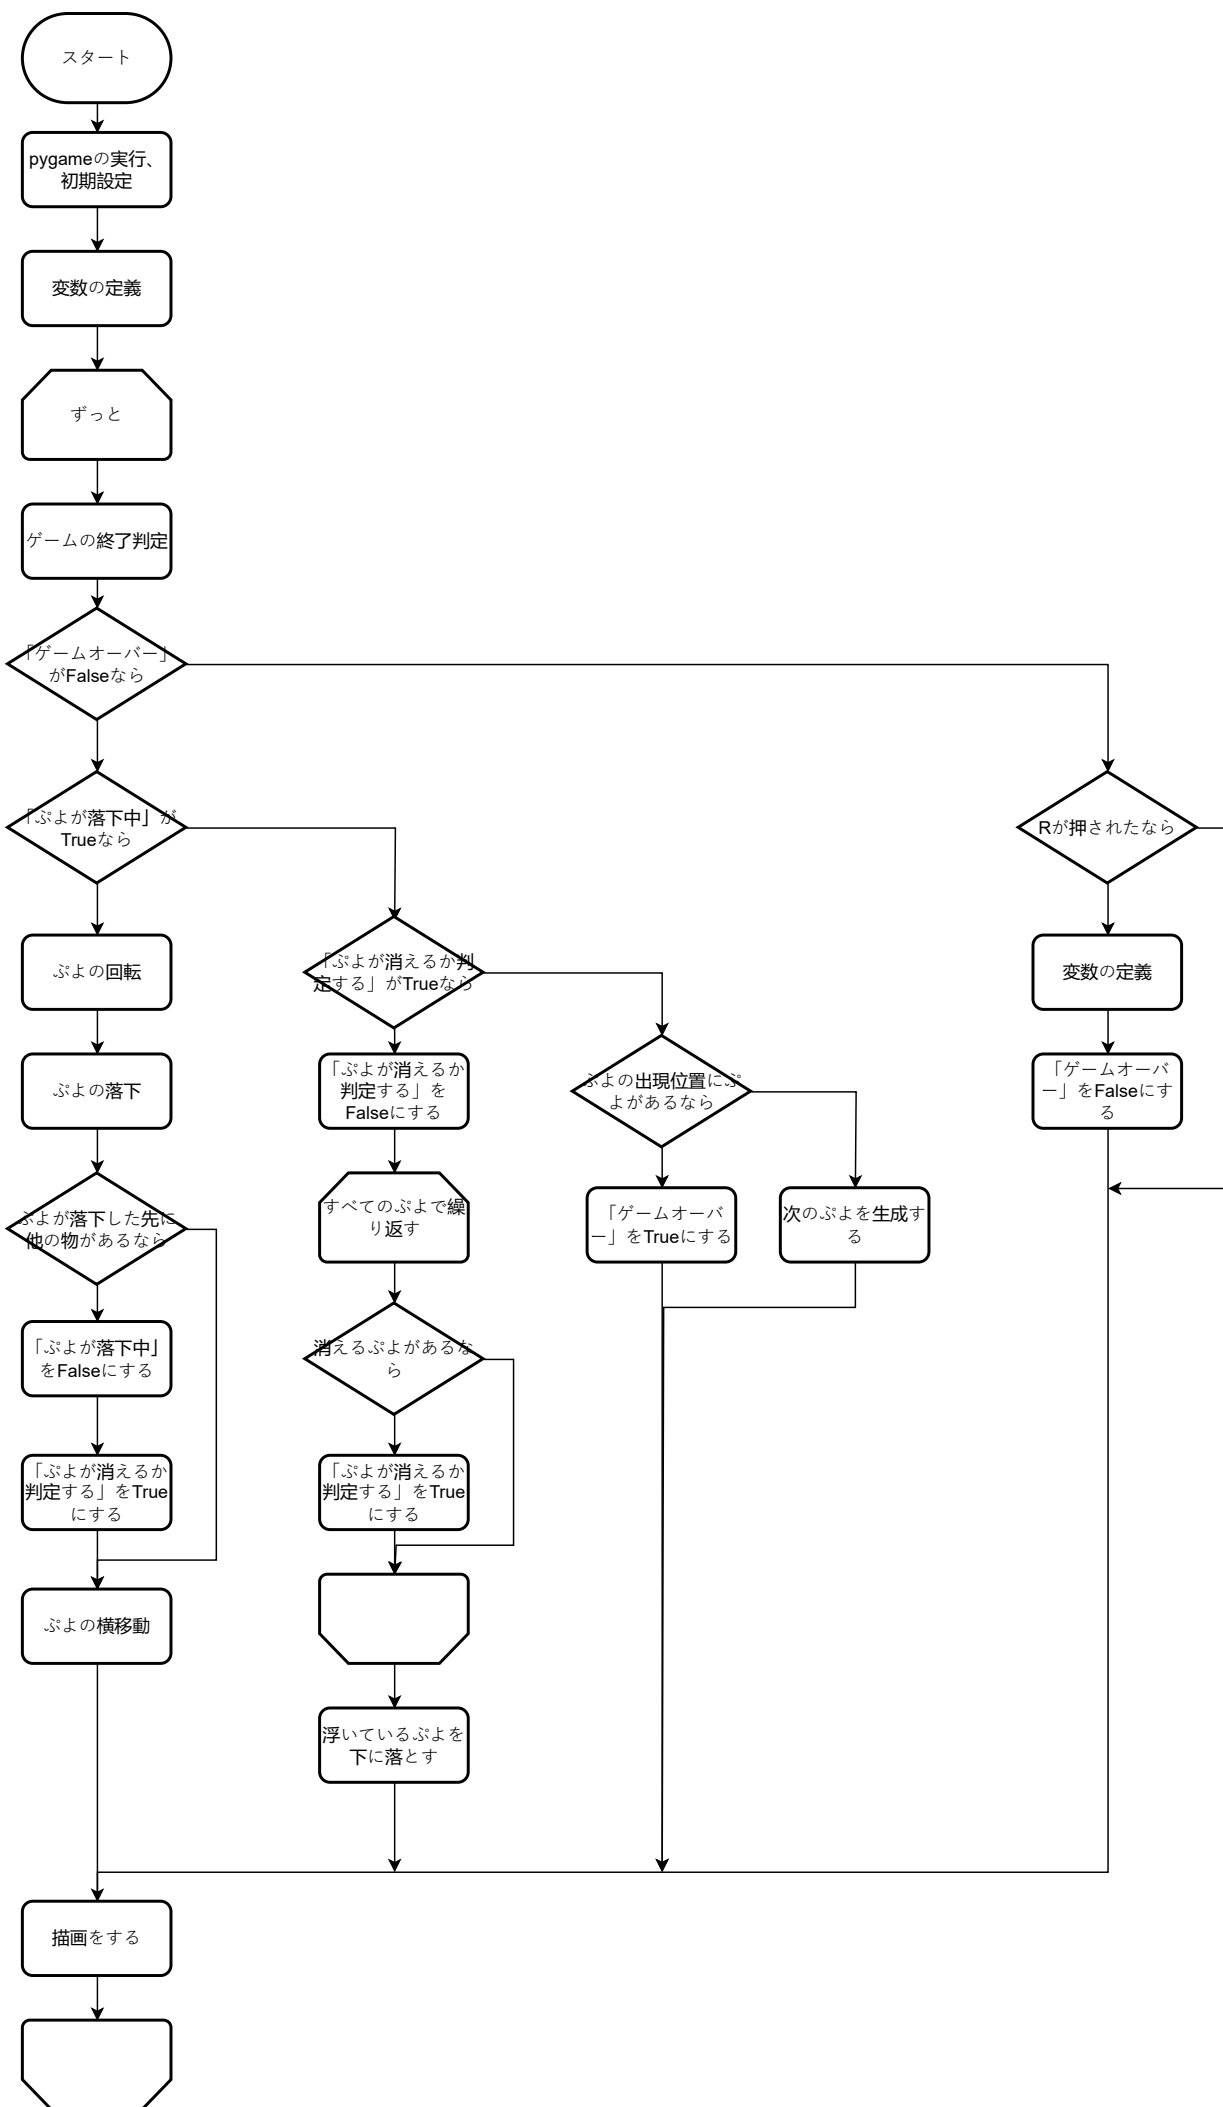 スタート
pygameの実行、
初期設定
変数の定義
ずっと
ゲームの終了判定
「ゲームオーバー」
がFalseなら
「ぷよが落下中」が
Trueなら
ぷよの回転
ぷよの落下
ぷよが落下した先に
他の物があるなら
「ぷよが落下中」
をFalseにする
「ぷよが消えるか
判定する」をTrue
にする
ぷよの横移動
「ぷよが消えるか判
定する」がTrueなら
「ぷよが消えるか
判定する」を
Falseにする
すべてのぷよで繰
り返す
消えるぷよがあるな
ら
「ぷよが消えるか
判定する」をTrue
にする
浮いているぷよを
下に落とす
ぷよの出現位置にぷ
よがあるなら
「ゲームオーバ
ー」をTrueにする
次のぷよを生成す
る
Rが押されたなら
変数の定義
「ゲームオーバ
ー」をFalseにす
る
描画をする